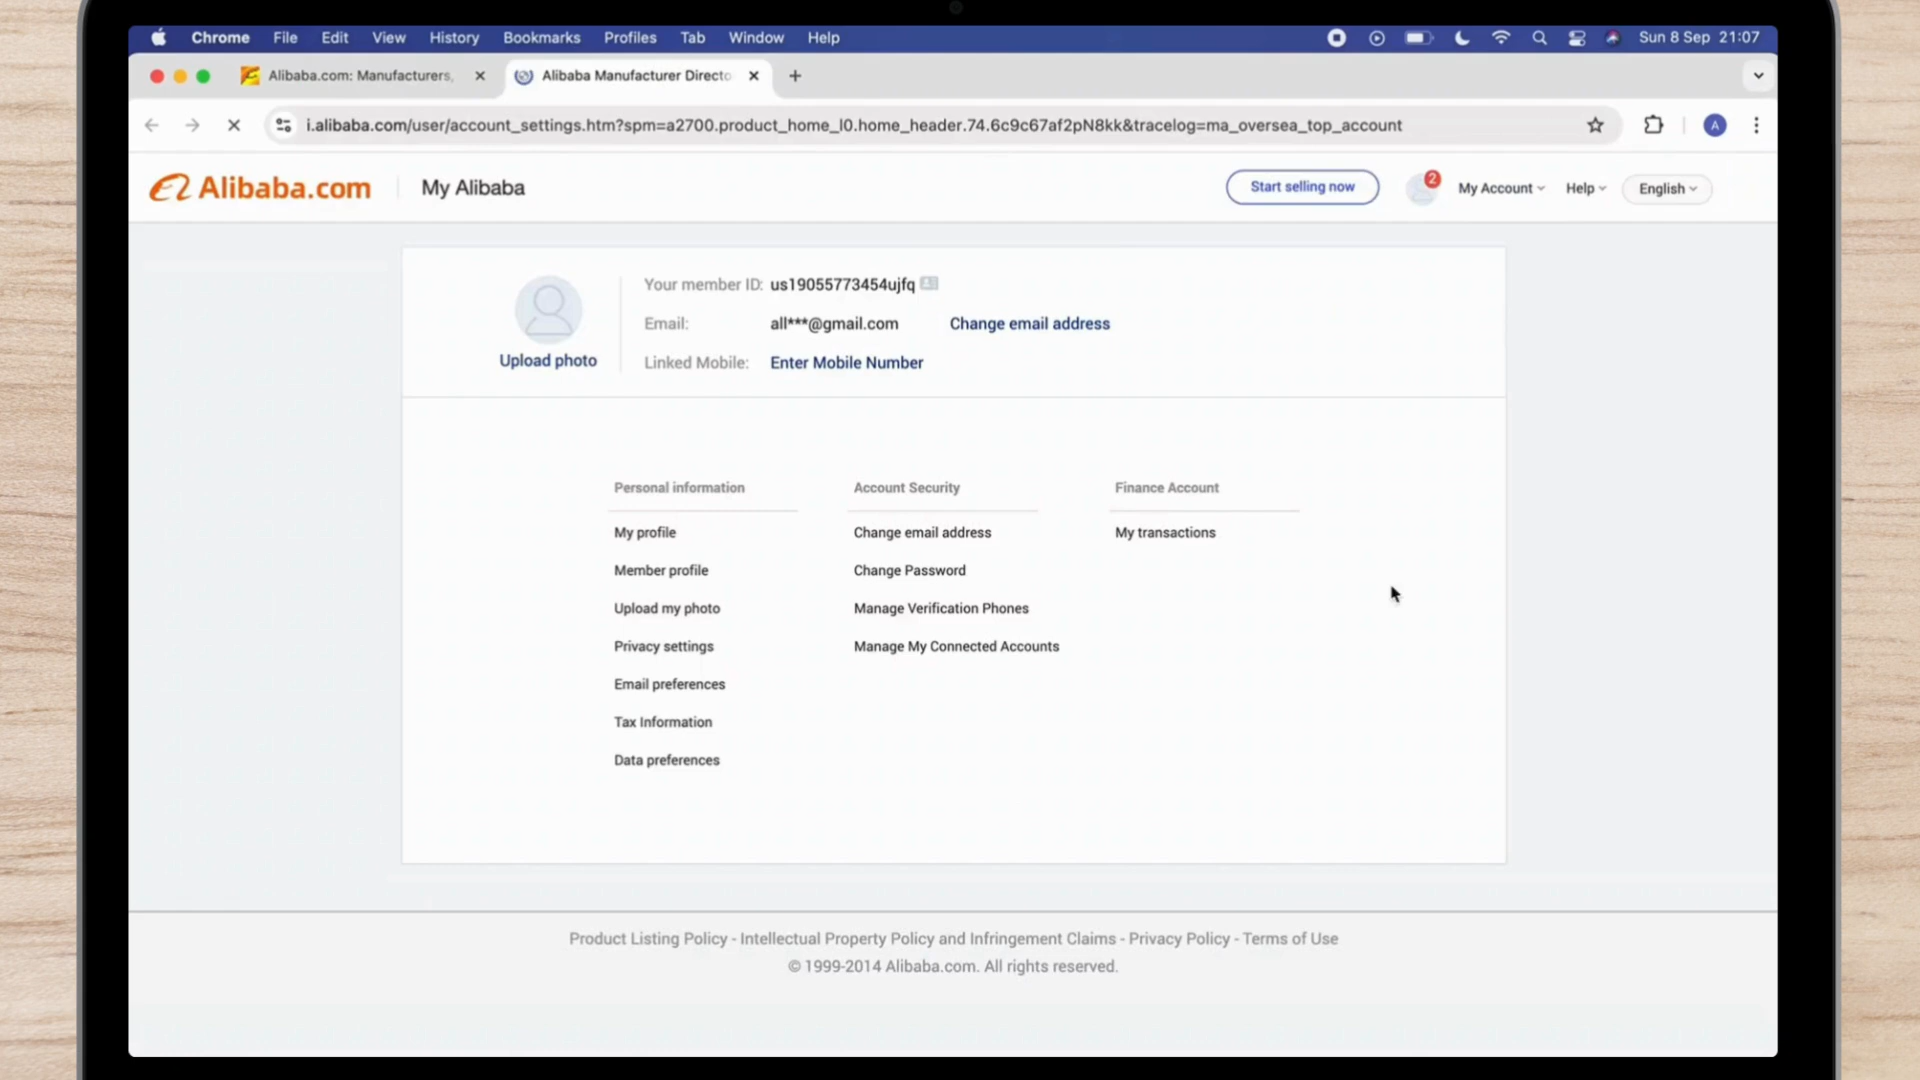 Chrome File Edit View History Bookmarks Profiles Tab Window Help Sun 8 Sep 21:07
Alibaba.com: Manufacturers, Alibaba Manufacturer Directo
i.alibaba.com/user/account_settings.htm?spm=a2700.product_home_l0.home_header.74.6c9c67af2pN8kk&tracelog=ma_oversea_top_account A
Alibaba.com My Alibaba Start selling now 2 My Account Help English
Your member ID: us19055773454ujfq
Email: all***@gmail.com Change email address
Upload photo
Linked Mobile: Enter Mobile Number
Personal information Account Security Finance Account
My profile Change email address My transactions
Member profile Change Password
Upload my photo Manage Verification Phones
Privacy settings Manage My Connected Accounts
Email preferences
Tax Information
Data preferences
Product Listing Policy - Intellectual Property Policy and Infringement Claims - Privacy Policy - Terms of Use
© 1999-2014 Alibaba.com. All rights reserved.